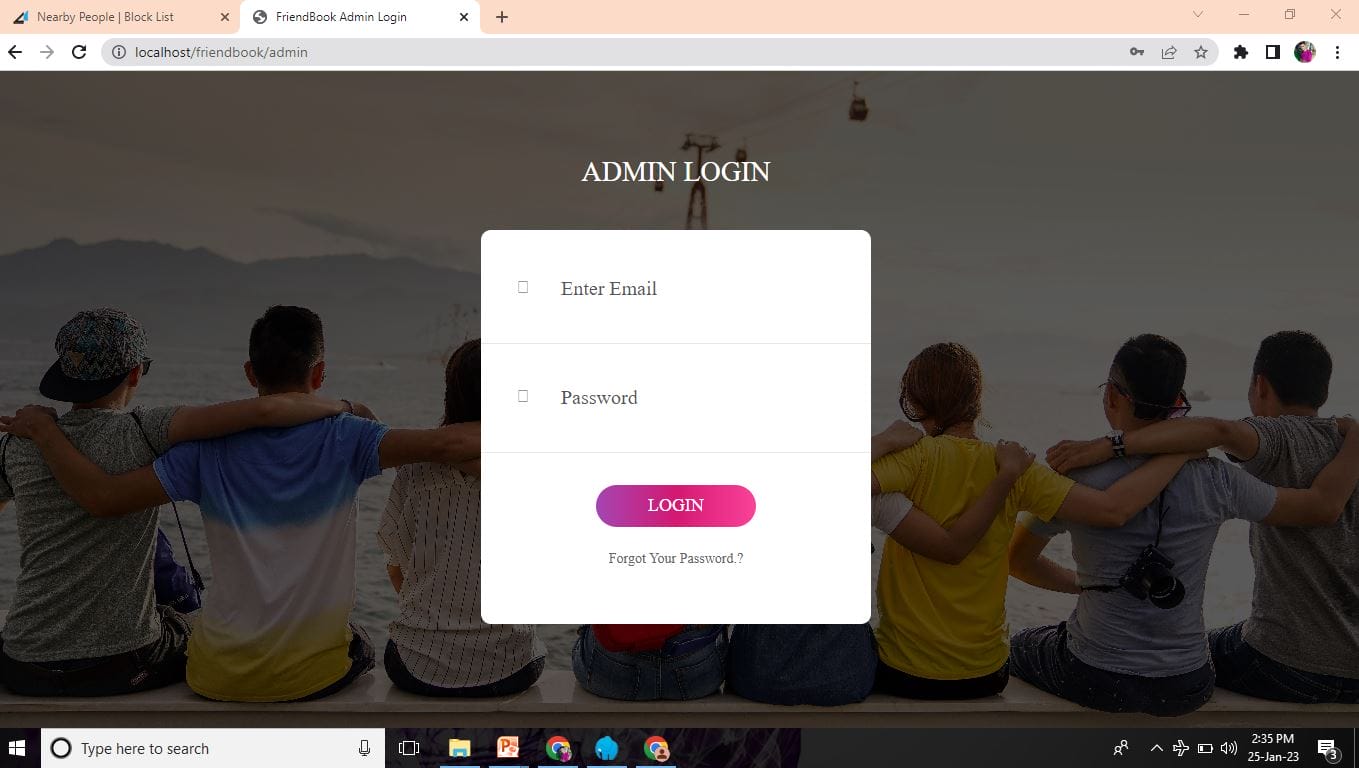 Nearby People | Block List
FriendBook Admin Login
localhost/friendbook/admin
ADMIN LOGIN
Enter Email
Password
LOGIN
Forgot Your Password.?
Type here to search
2:35 PM
25-Jan-23
3